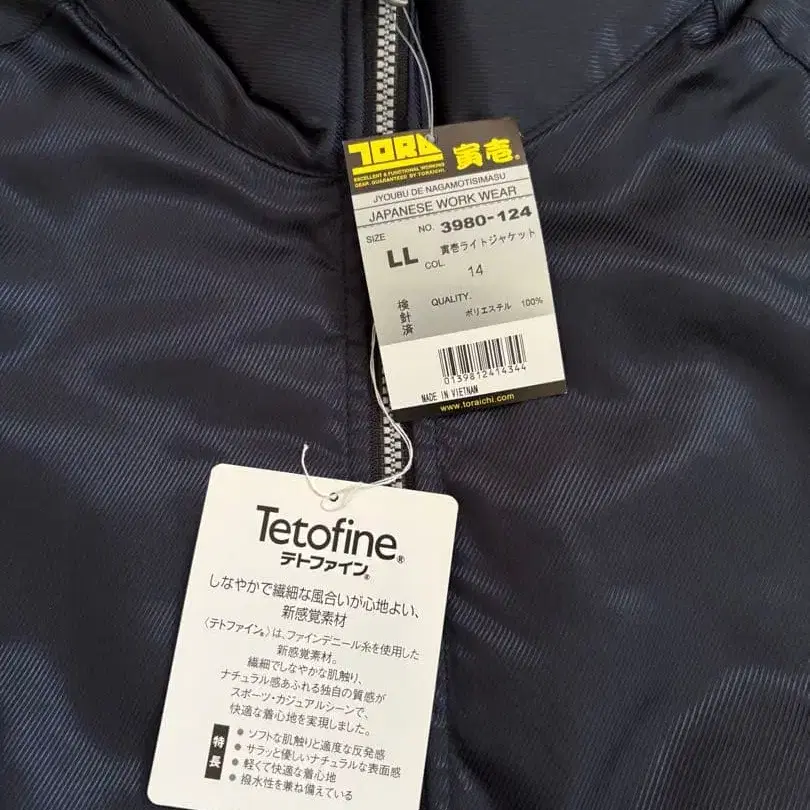 TORA 寅壱®
EXCELLENT & FUNCTIONAL WORKING
GEAR. GUARANTEED BY TORAICHI.
JYOUBU DE NAGAMOTISIMASU
JAPANESE WORK WEAR
SIZE NO. 3980-124
LL 寅壱ライトジャケット
COL. 14
検針済
QUALITY.
ポリエステル 100%
0139812414344
MADE IN VIETNAM
www.toraichi.com
Tetofine®
テトファイン®
しなやかで繊細な風合いが心地よい、
新感覚素材
〈テトファイン®〉は、ファインデニール糸を使用した
新感覚素材。
繊細でしなやかな肌触り、
ナチュラル感あふれる独自の質感が
スポーツ・カジュアルシーンで、
快適な着心地を実現しました。
特長
● ソフトな肌触りと適度な反発感
● サラッと優しいナチュラルな表面感
● 軽くて快適な着心地
● 撥水性を兼ね備えている